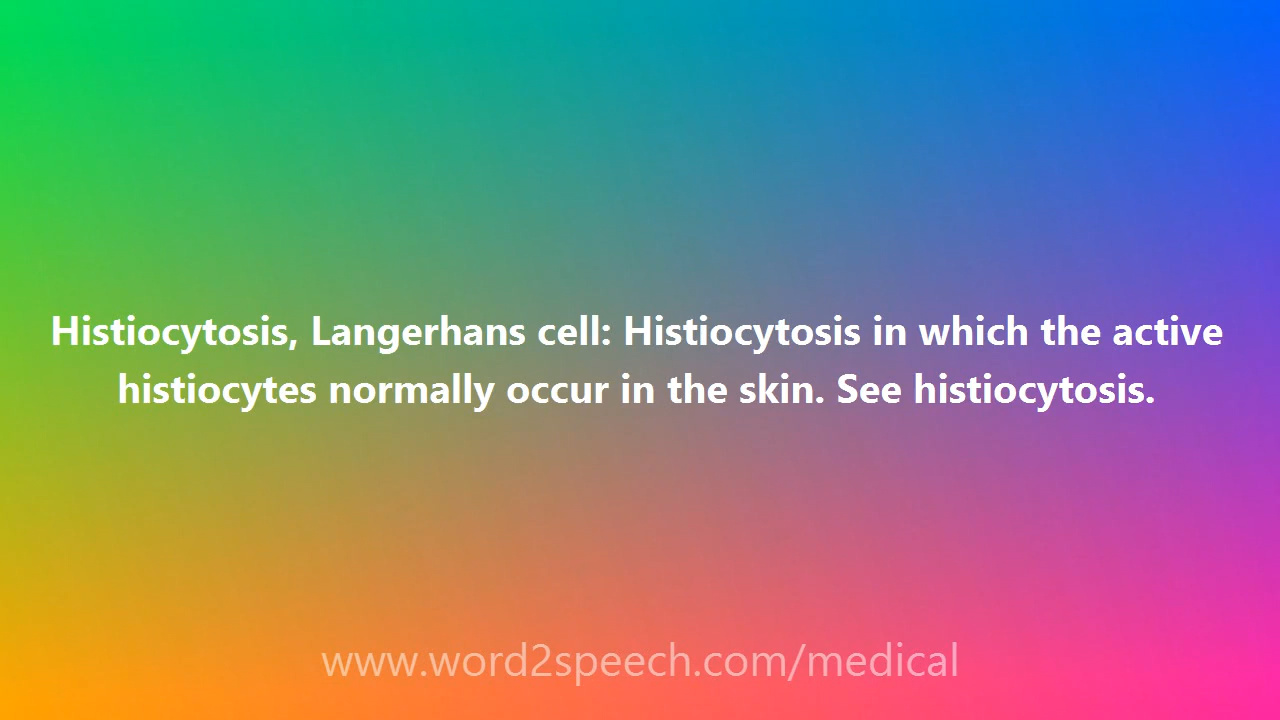 Histiocytosis, Langerhans cell: Histiocytosis in which the active
histiocytes normally occur in the skin. See histiocytosis.
www.word2speech.com/medical